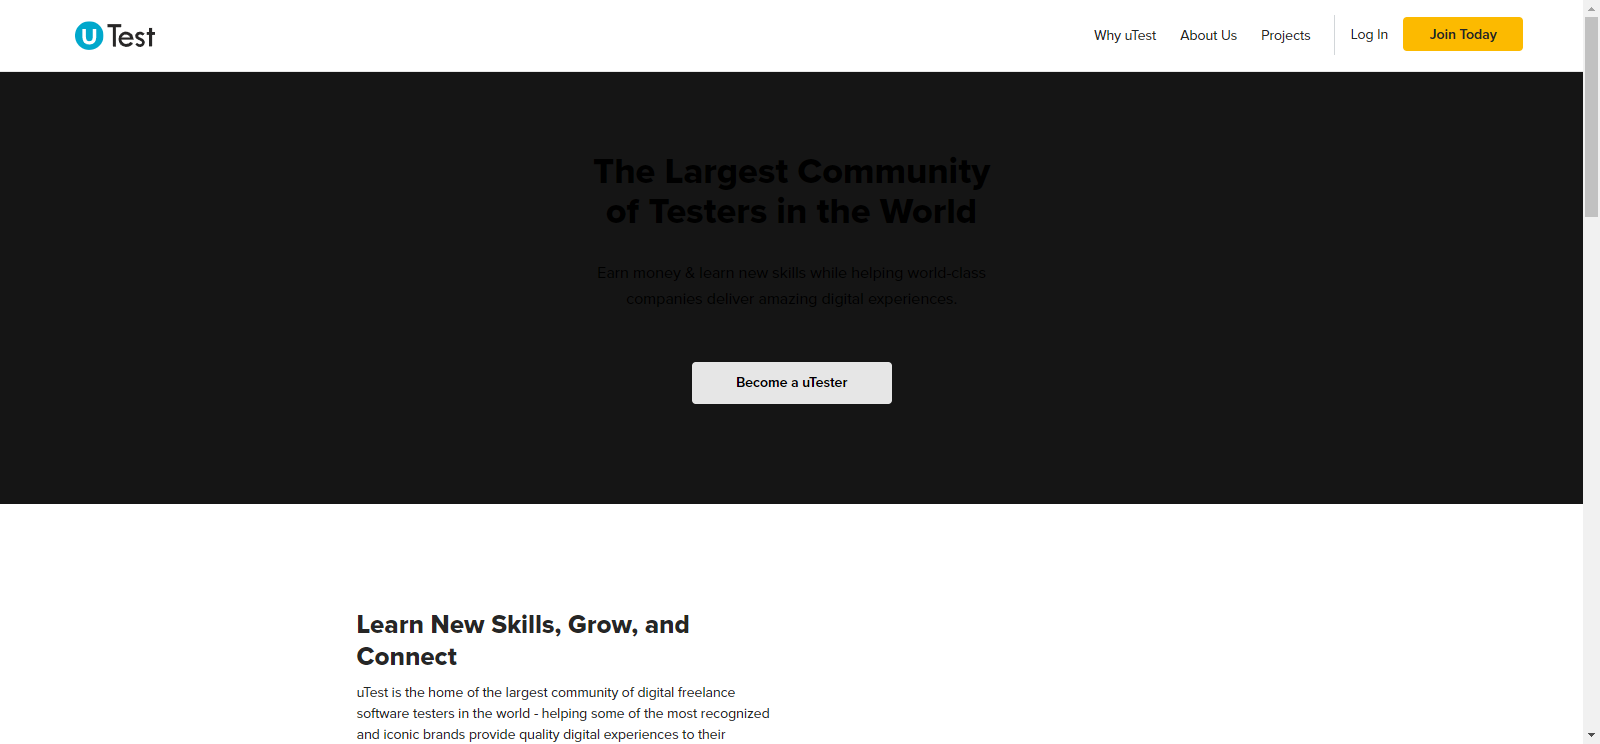 uTest
Why uTest
About Us
Projects
Log In
Join Today
The Largest Community
of Testers in the World
Earn money & learn new skills while helping world-class
companies deliver amazing digital experiences.
Become a uTester
Learn New Skills, Grow, and
Connect
uTest is the home of the largest community of digital freelance
software testers in the world - helping some of the most recognized
and iconic brands provide quality digital experiences to their